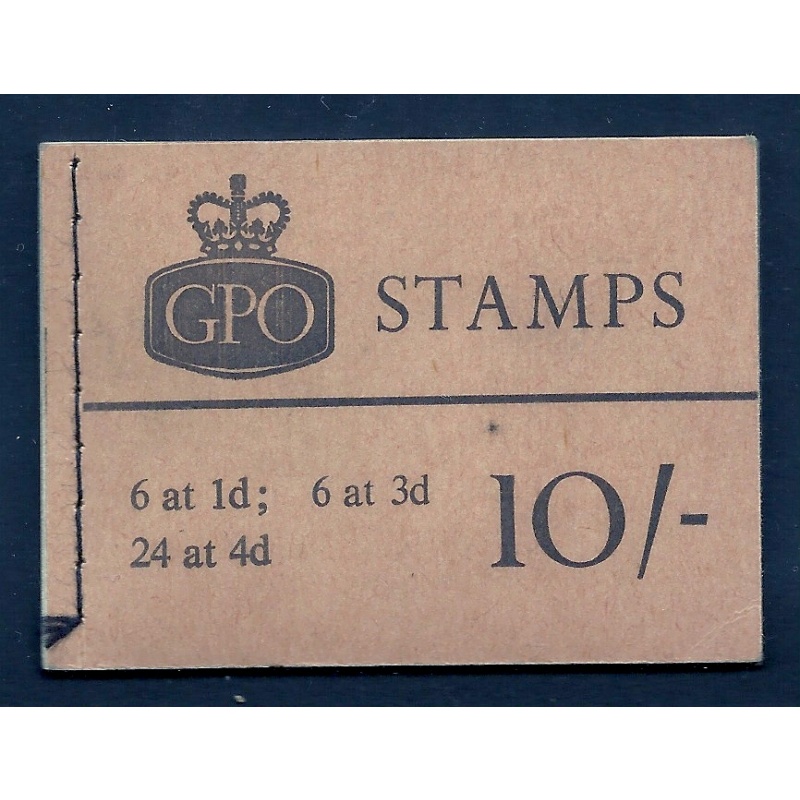 GPO STAMPS
6 at 1d; 6 at 3d
24 at 4d
10/-